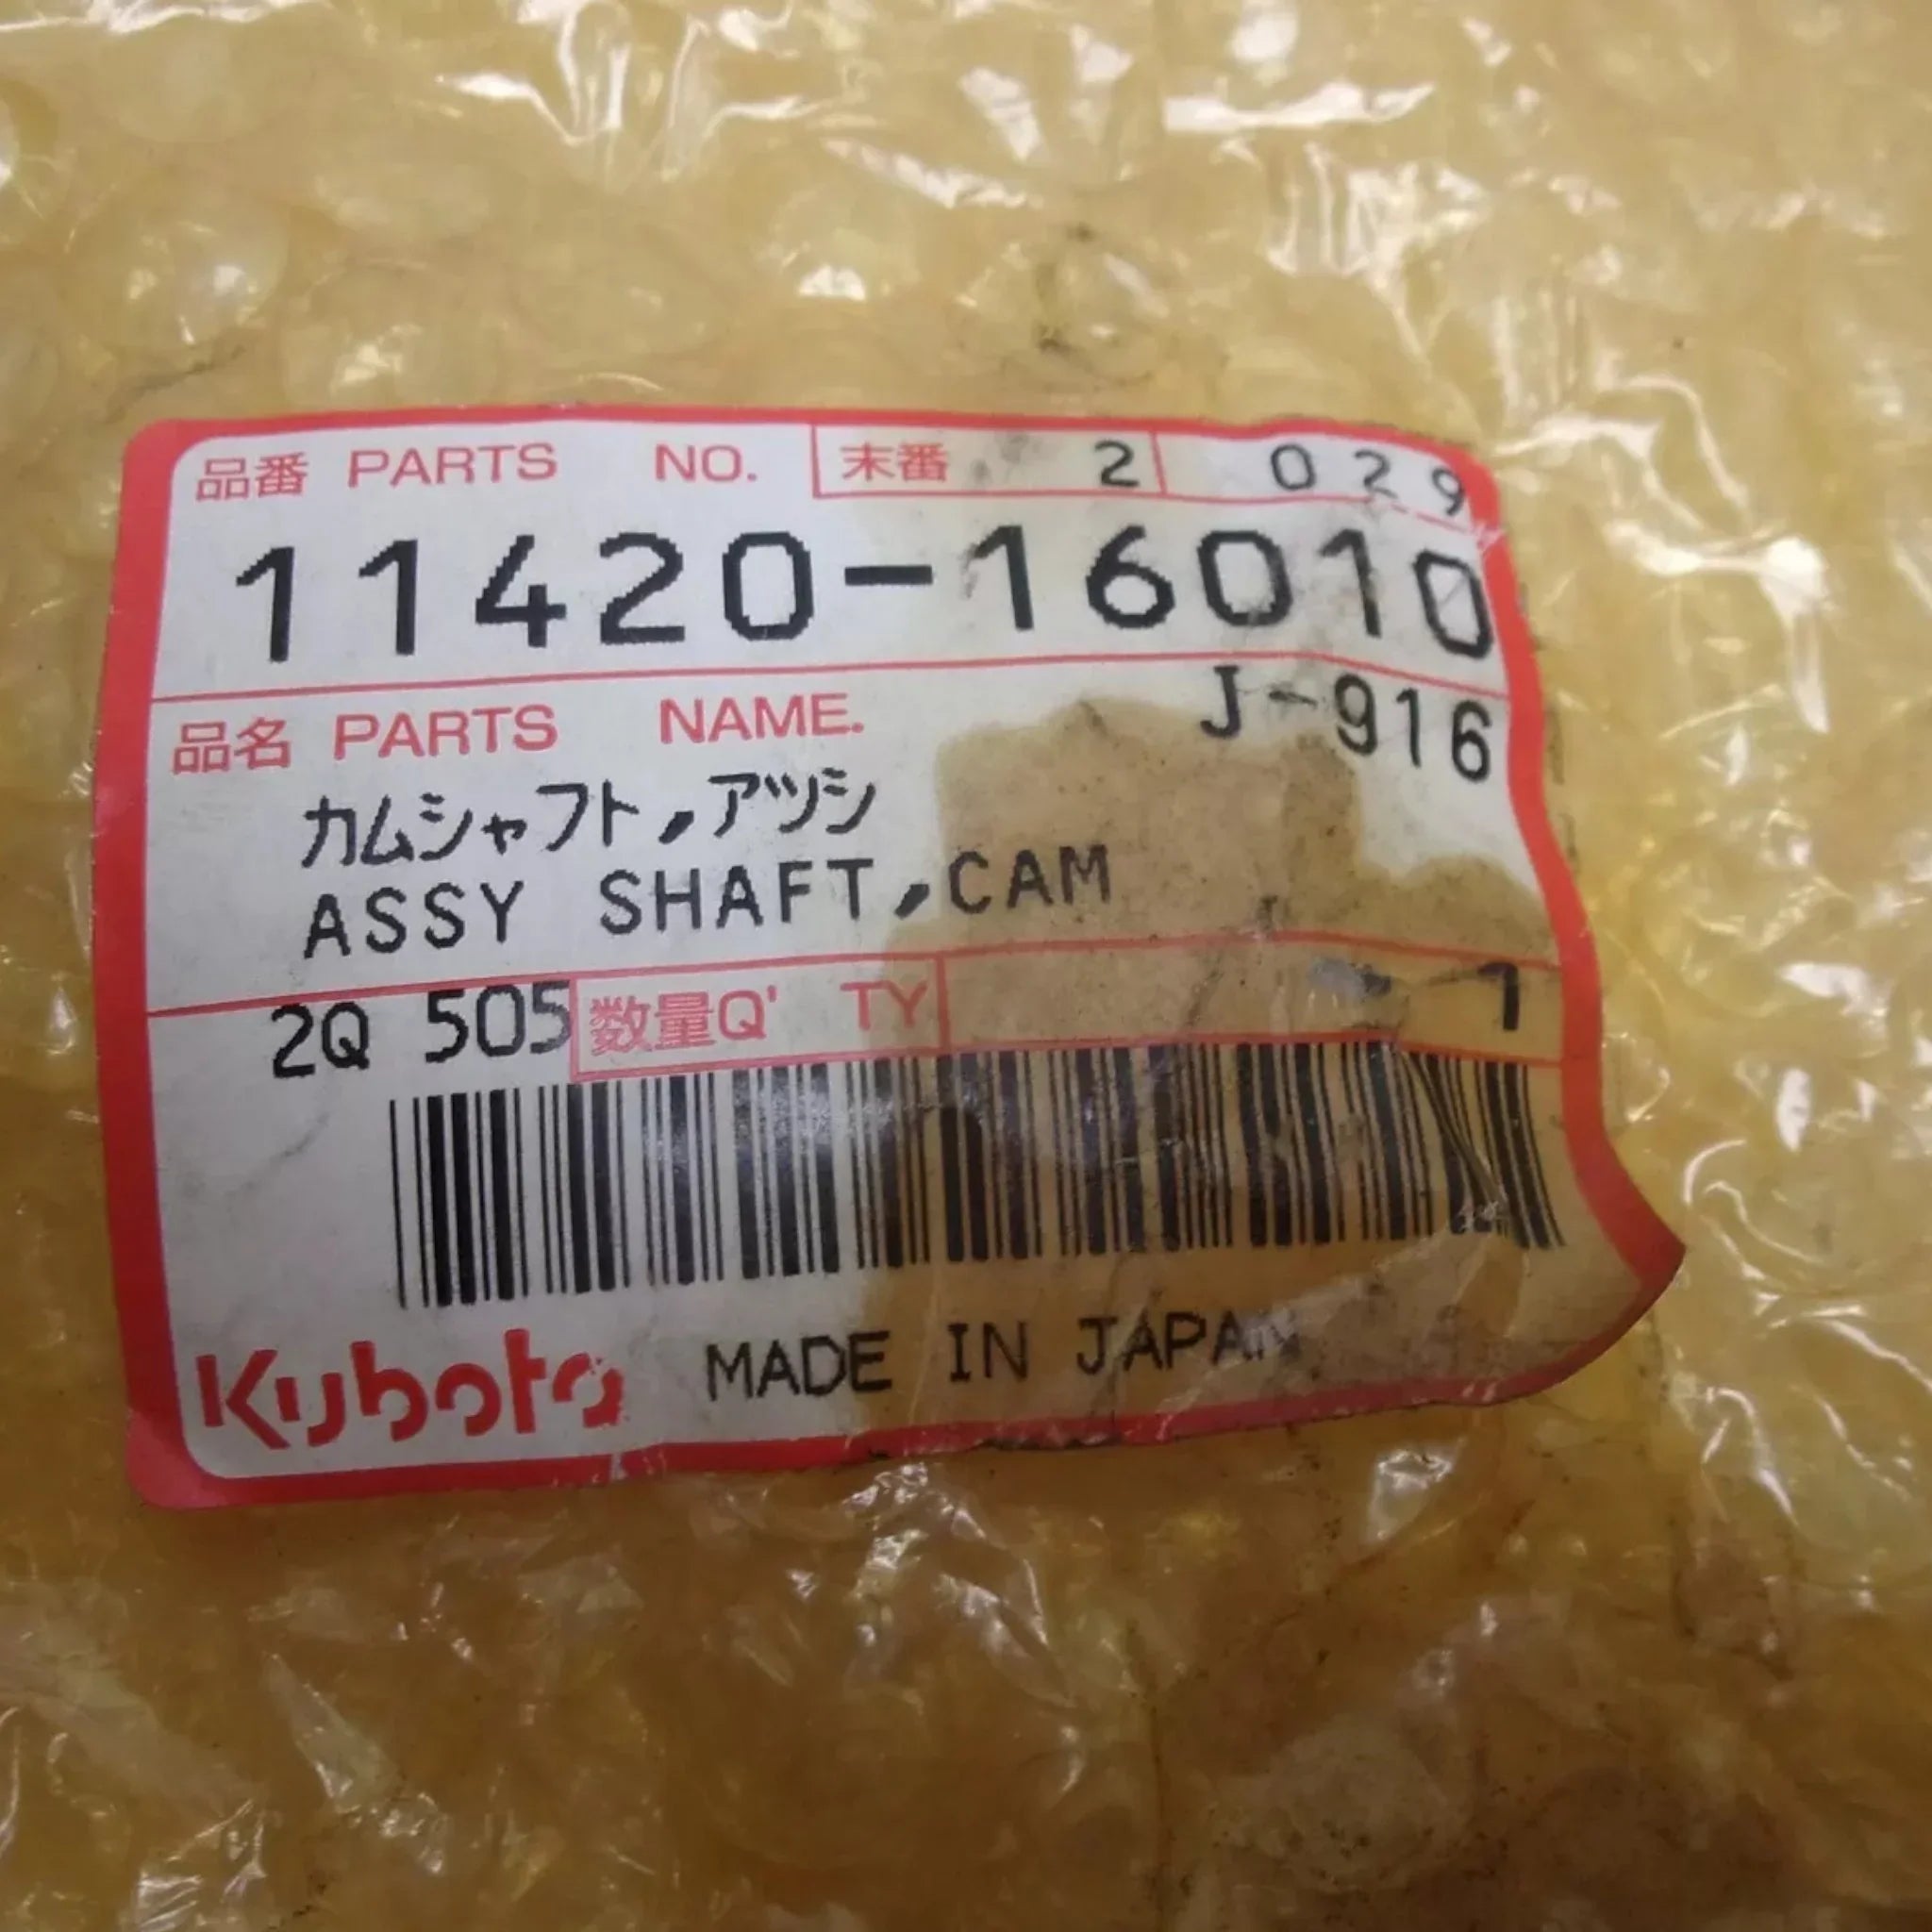 品番 PARTS NO. 末番 2 029
11420-16010
品名 PARTS NAME. J-916
カムシャフト,アツシ
ASSY SHAFT,CAM
2Q 505 数量Q'TY 1
Kubota MADE IN JAPAN